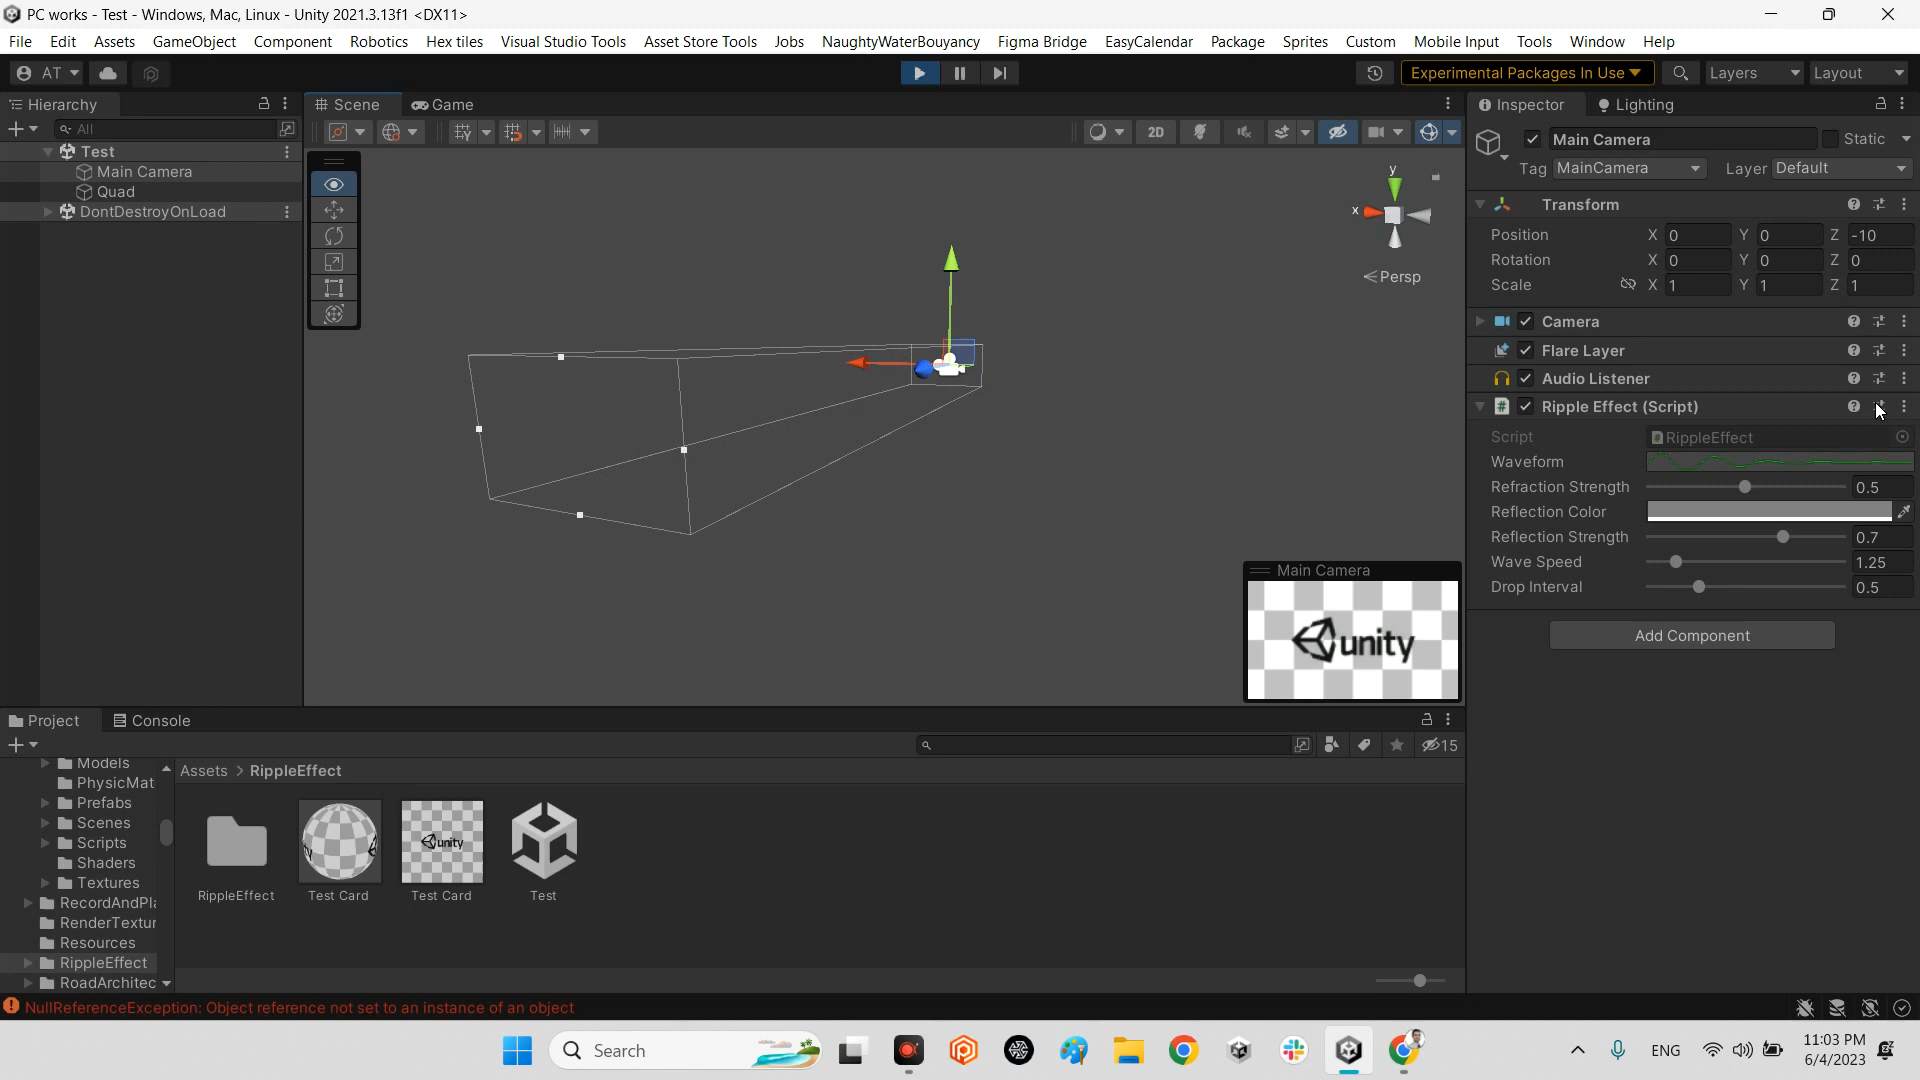 PC works - Test - Windows, Mac, Linux - Unity 2021.3.13f1 <DX11>
File Edit Assets GameObject Component Robotics Hex tiles Visual Studio Tools Asset Store Tools Jobs NaughtyWaterBouyancy Figma Bridge EasyCalendar Package Sprites Custom Mobile Input Tools Window Help
AT Experimental Packages In Use Layers Layout
Hierarchy
All
Test
Main Camera
Quad
DontDestroyOnLoad
Scene Game
2D
y
x
Persp
Main Camera
unity
Inspector Lighting
Main Camera Static
Tag MainCamera Layer Default
Transform
Position X 0 Y 0 Z -10
Rotation X 0 Y 0 Z 0
Scale X 1 Y 1 Z 1
Camera
Flare Layer
Audio Listener
Ripple Effect (Script)
Script RippleEffect
Waveform
Refraction Strength 0.5
Reflection Color
Reflection Strength 0.7
Wave Speed 1.25
Drop Interval 0.5
Add Component
Project Console
15
Models
PhysicMat
Prefabs
Scenes
Scripts
Shaders
Textures
RecordAndPla
RenderTextur
Resources
RippleEffect
RoadArchitec
Assets > RippleEffect
unity
RippleEffect Test Card Test Card Test
NullReferenceException: Object reference not set to an instance of an object
Search
ENG
11:03 PM
6/4/2023